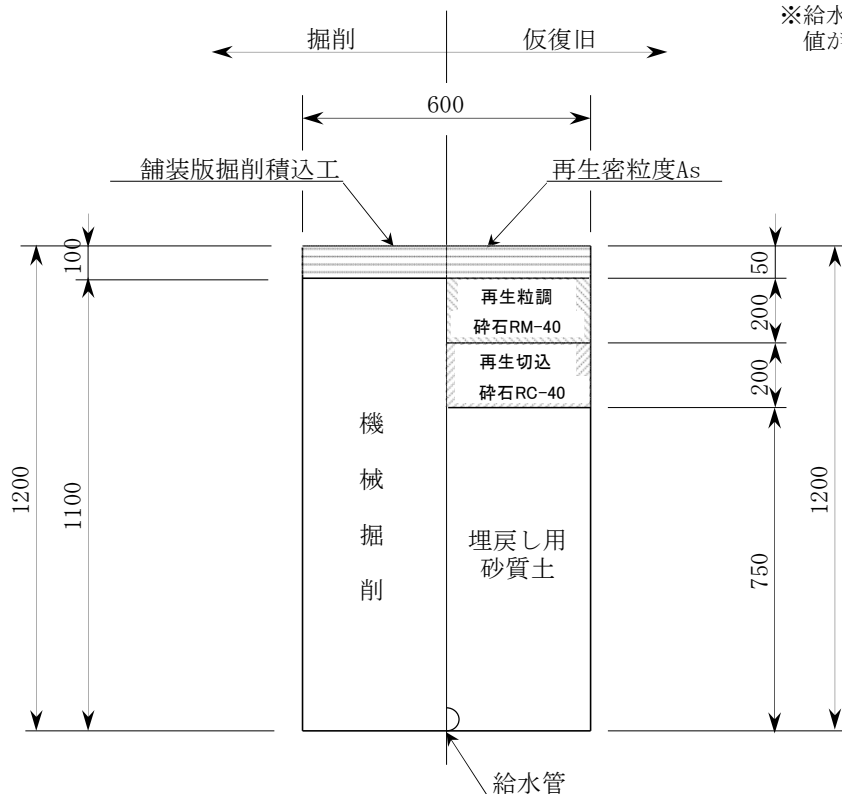 ※給水
値が
掘削
仮復旧
600
舗装版掘削積込工
再生密粒度As
100
50
再生粒調
砕石RM-40
200
再生切込
砕石RC-40
200
機
械
掘
削
1200
1100
埋戻し用
砂質土
750
1200
給水管